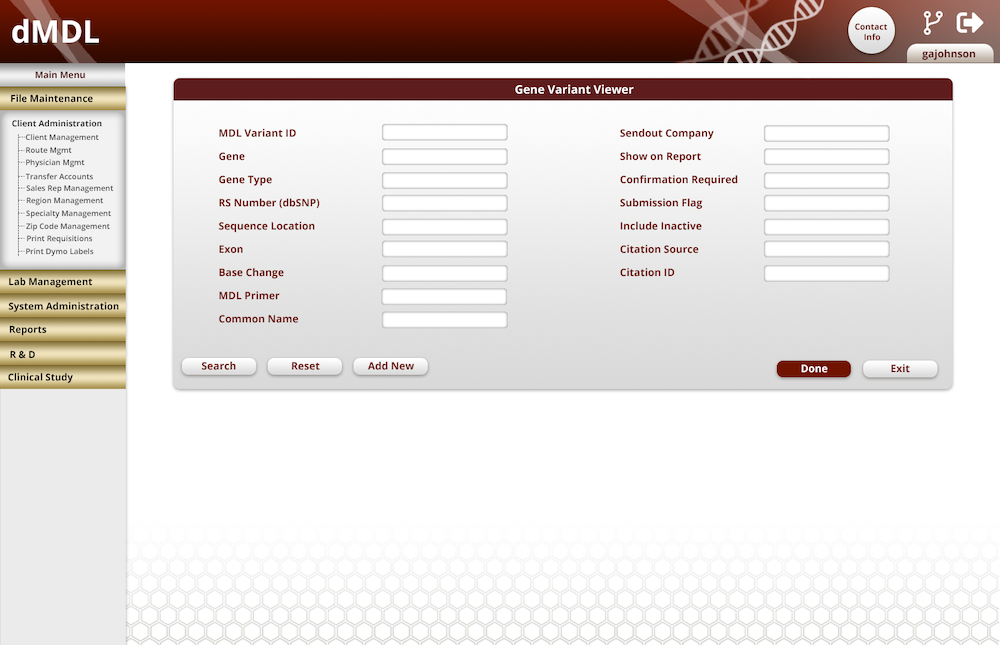 dMDL
Contact
Info
gajohnson
Main Menu
File Maintenance
Client Administration
Client Management
Route Mgmt
Physician Mgmt
Transfer Accounts
Sales Rep Management
Region Management
Specialty Management
Zip Code Management
Print Requisitions
Print Dymo Labels
Lab Management
System Administration
Reports
R & D
Clinical Study
Gene Variant Viewer
MDL Variant ID
Gene
Gene Type
RS Number (dbSNP)
Sequence Location
Exon
Base Change
MDL Primer
Common Name
Sendout Company
Show on Report
Confirmation Required
Submission Flag
Include Inactive
Citation Source
Citation ID
Search
Reset
Add New
Done
Exit